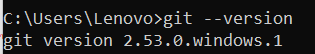 C:\Users\Lenovo>git --version
git version 2.53.0.windows.1